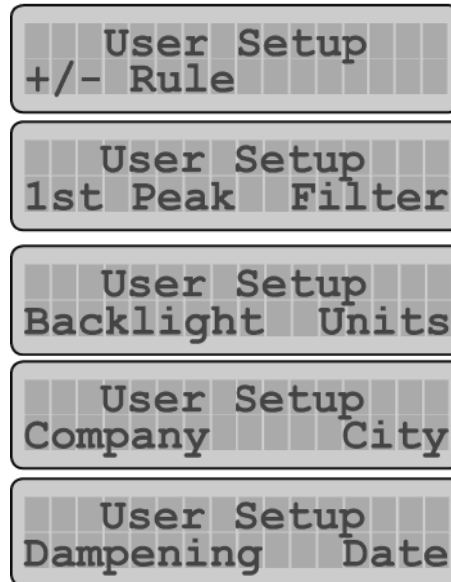 User Setup
+/- Rule
User Setup
1st Peak Filter
User Setup
Backlight Units
User Setup
Company City
User Setup
Dampening Date